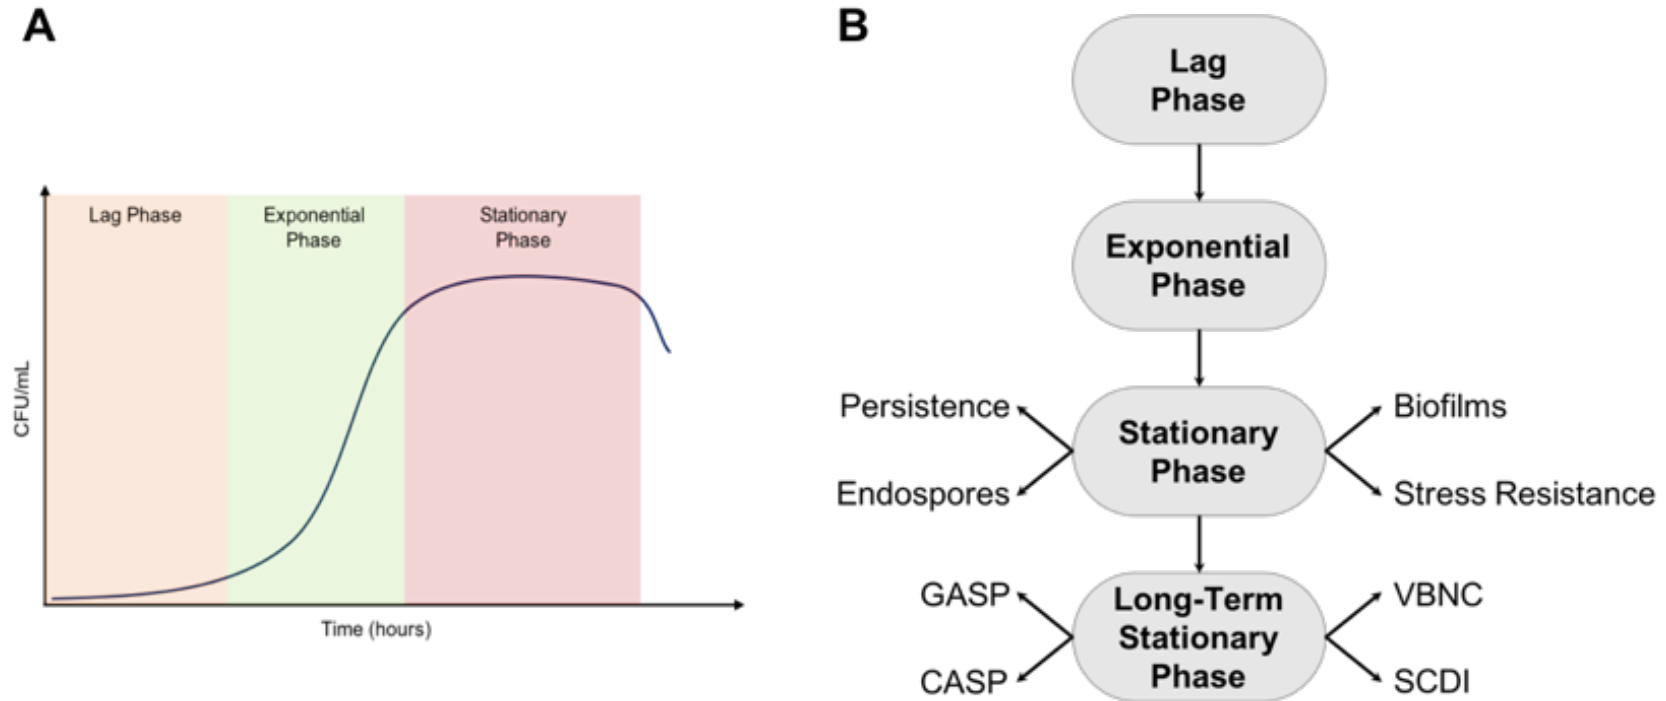 A
Lag Phase
Exponential
Phase
Stationary
Phase
CFU/mL
Time (hours)
B
Lag
Phase
Exponential
Phase
Persistence
Endospores
Stationary
Phase
Biofilms
Stress Resistance
GASP
CASP
Long-Term
Stationary
Phase
VBNC
SCDI